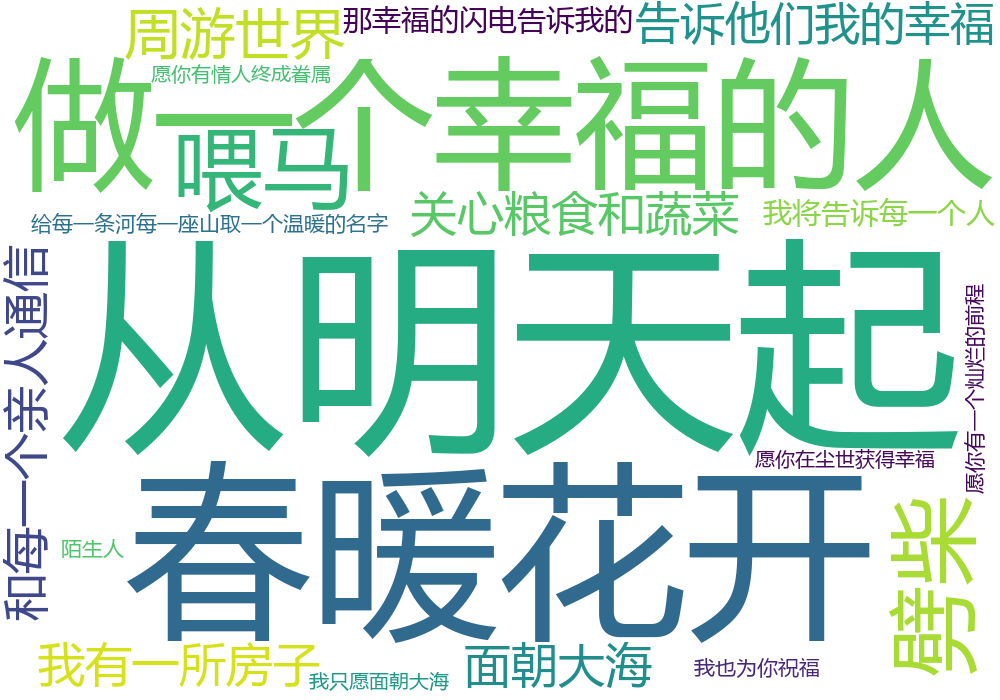 周游世界
那幸福的闪电告诉我的
告诉他们我的幸福
愿你有情人终成眷属
做一个幸福的人
喂马
给每一条河每一座山取一个温暖的名字
关心粮食和蔬菜
我将告诉每一个人
从明天起
和每一个亲人通信
愿你有一个灿烂的前程
愿你在尘世获得幸福
春暖花开
陌生人
劈柴
我有一所房子
我只愿面朝大海
面朝大海
我也为你祝福